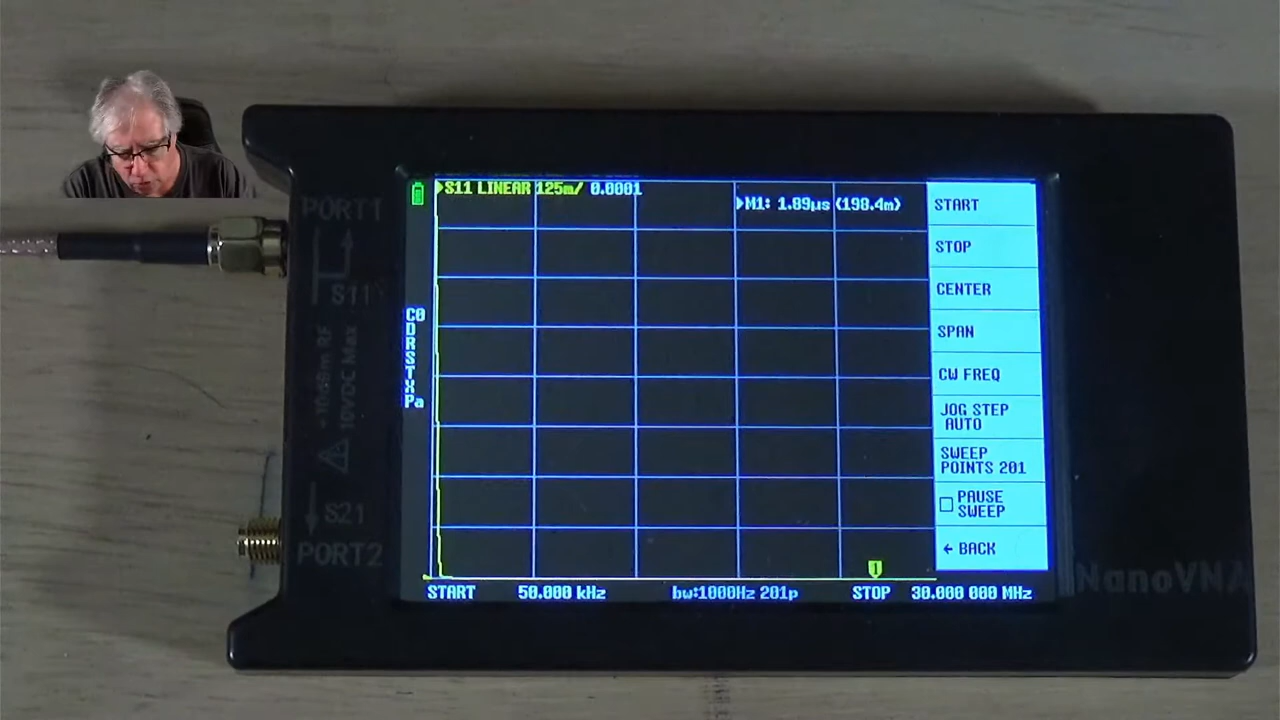 PORT1
S11
-10dBm RF
10VDC Max
S21
PORT2
S11 LINEAR 125m/ 0.0001
M1: 1.89µs (198.4m)
C0
D
R
S
T
X
Pa
1
START 50.000 kHz bw:1000Hz 201p STOP 30.000 000 MHz
START
STOP
CENTER
SPAN
CW FREQ
JOG STEP
AUTO
SWEEP
POINTS 201
PAUSE
SWEEP
← BACK
NanoVNA